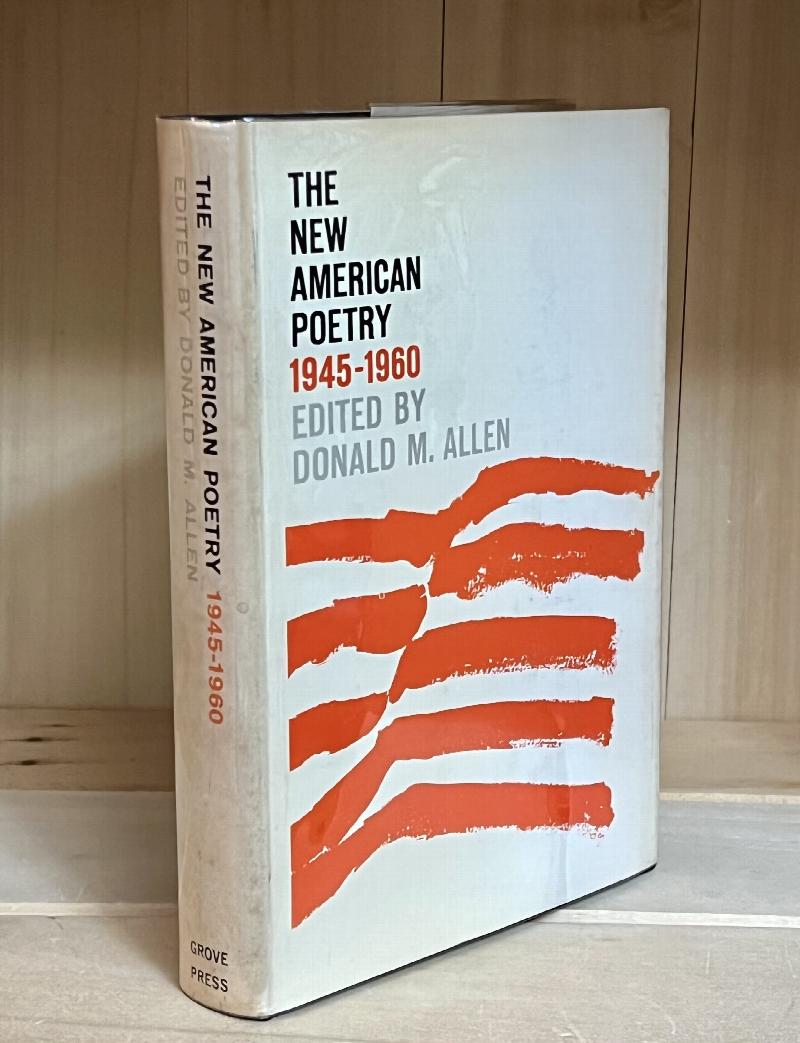 THE NEW AMERICAN POETRY 1945-1960
EDITED BY DONALD M. ALLEN
GROVE
PRESS
THE
NEW
AMERICAN
POETRY
1945-1960
EDITED BY
DONALD M. ALLEN